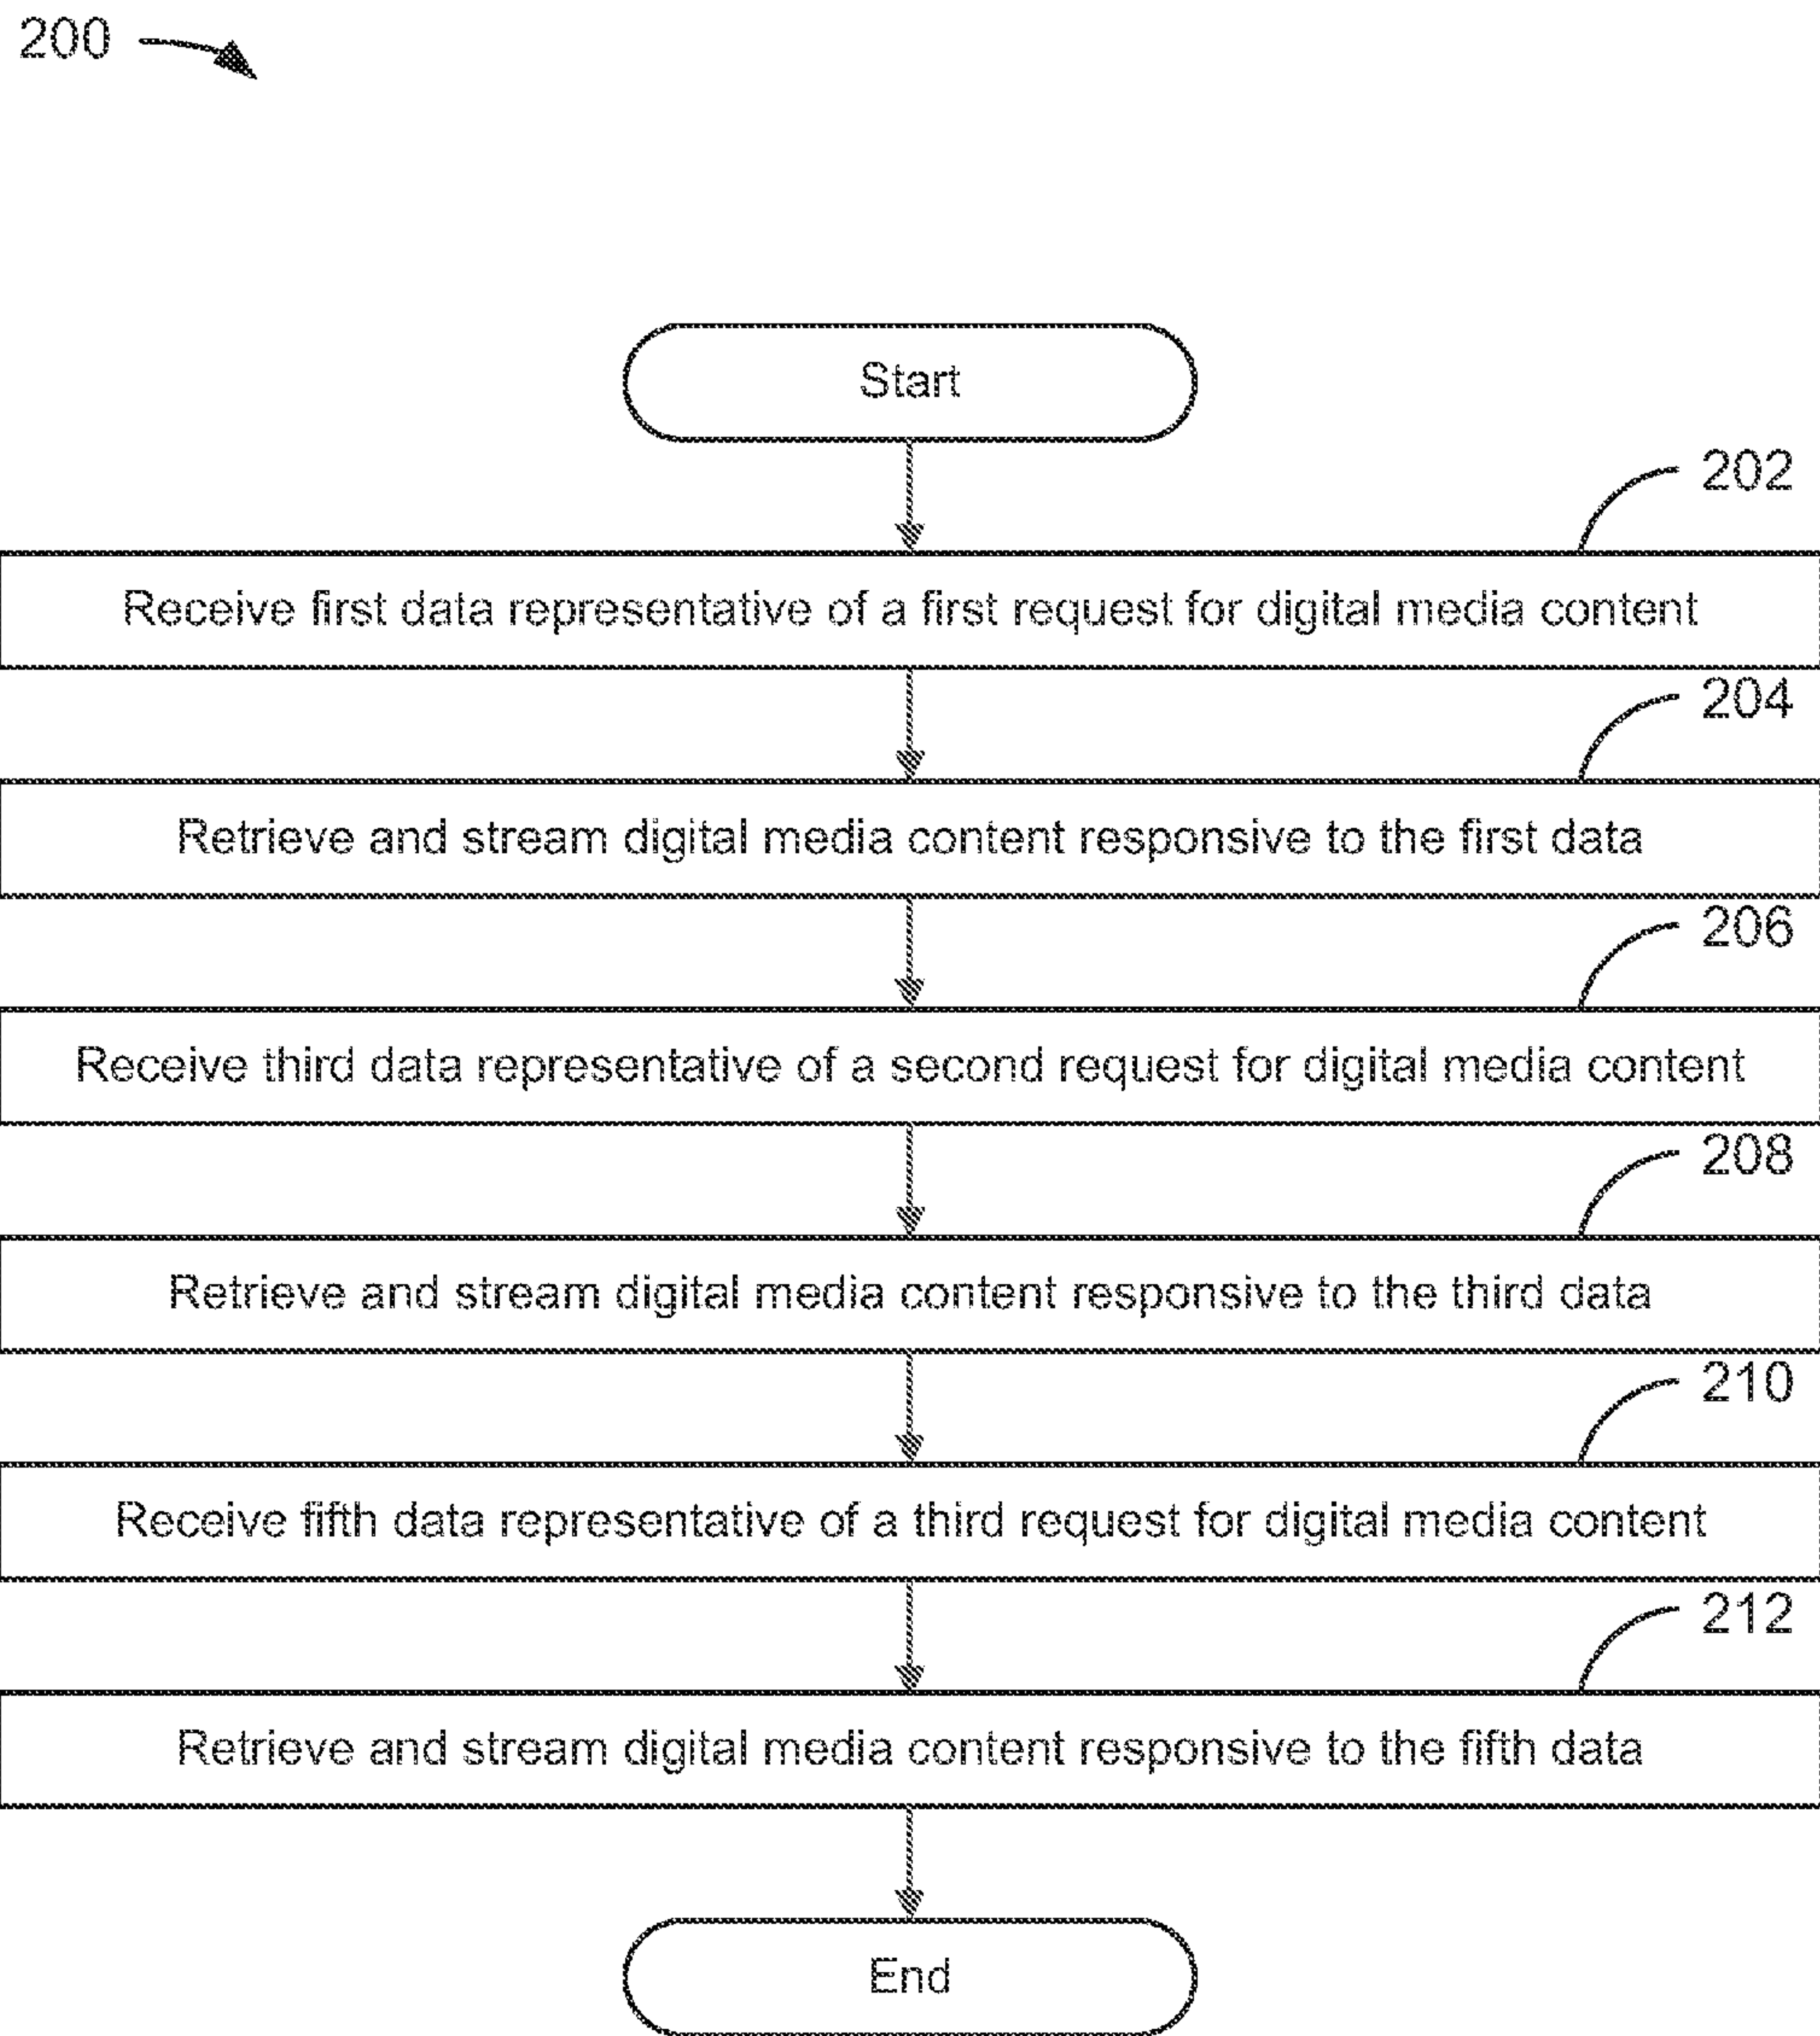 200
Start
202
Receive first data representative of a first request for digital media content
204
Retrieve and stream digital media content responsive to the first data
206
Receive third data representative of a second request for digital media content
208
Retrieve and stream digital media content responsive to the third data
210
Receive fifth data representative of a third request for digital media content
212
Retrieve and stream digital media content responsive to the fifth data
End